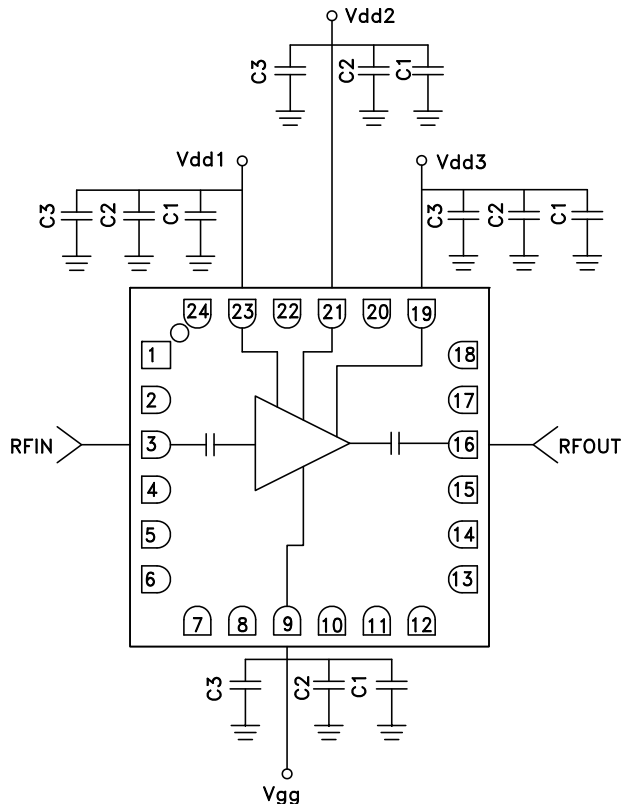 Vdd2
C3 C2 C1
Vdd1 Vdd3
C3 C2 C1 C3 C2 C1
24 23 22 21 20 19
1 18
2 17
RFIN 3 16 RFOUT
4 15
5 14
6 13
7 8 9 10 11 12
C3 C2 C1
Vgg